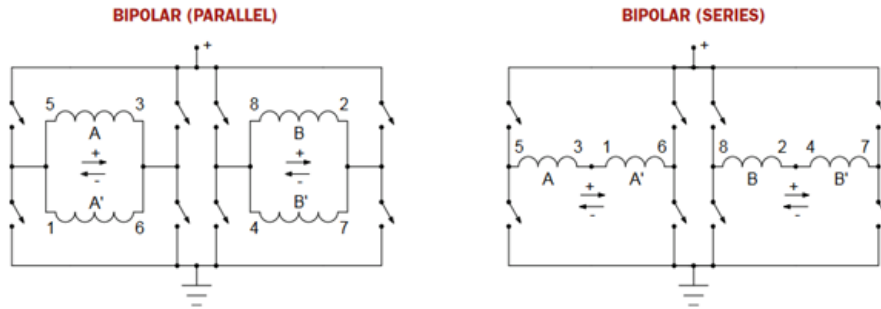 BIPOLAR (PARALLEL)
+
5 3 8 2
A B
+ +
- -
A' B'
1 6 4 7
BIPOLAR (SERIES)
+
5 3 1 6 8 2 4 7
A A' B B'
+ +
- -